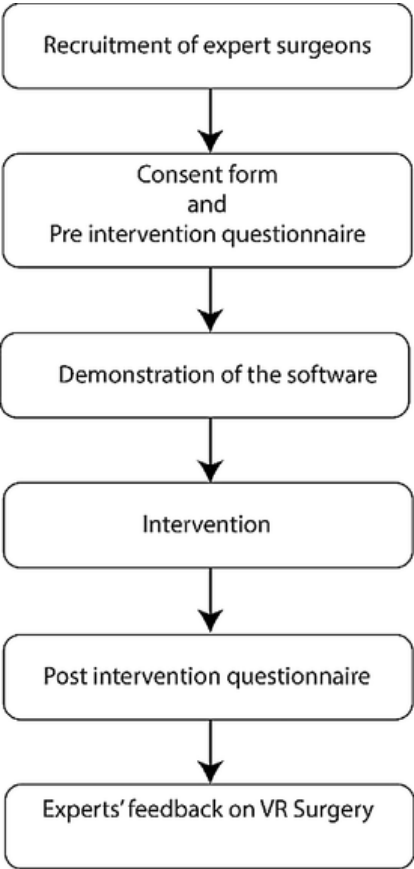 Recruitment of expert surgeons
Consent form
and
Pre intervention questionnaire
Demonstration of the software
Intervention
Post intervention questionnaire
Experts' feedback on VR Surgery